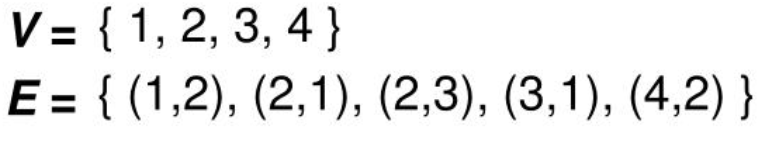 V = { 1, 2, 3, 4 }
E = { (1,2), (2,1), (2,3), (3,1), (4,2) }